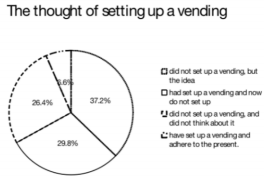 The thought of setting up a vending
did not set up a vending, but
the idea
had set up a vending and now
do not set up
did not set up a vending, and
did not think about it
have set up a vending and
adhere to the present.
6.6%
37.2%
26.4%
29.8%